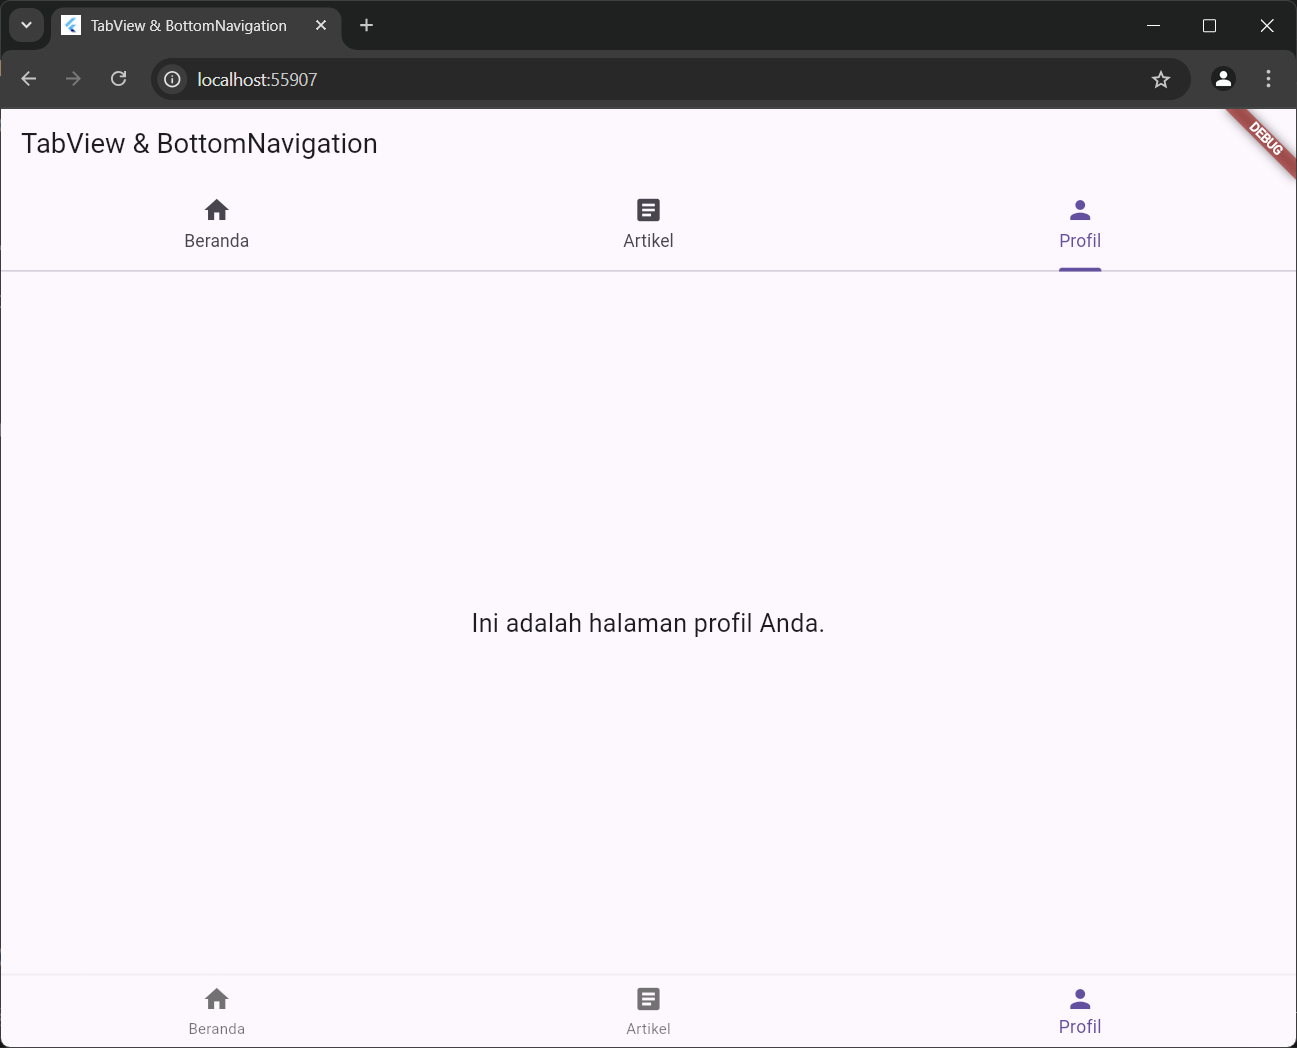 TabView & BottomNavigation
localhost:55907
TabView & BottomNavigation
DEBUG
Beranda
Artikel
Profil
Ini adalah halaman profil Anda.
Beranda
Artikel
Profil